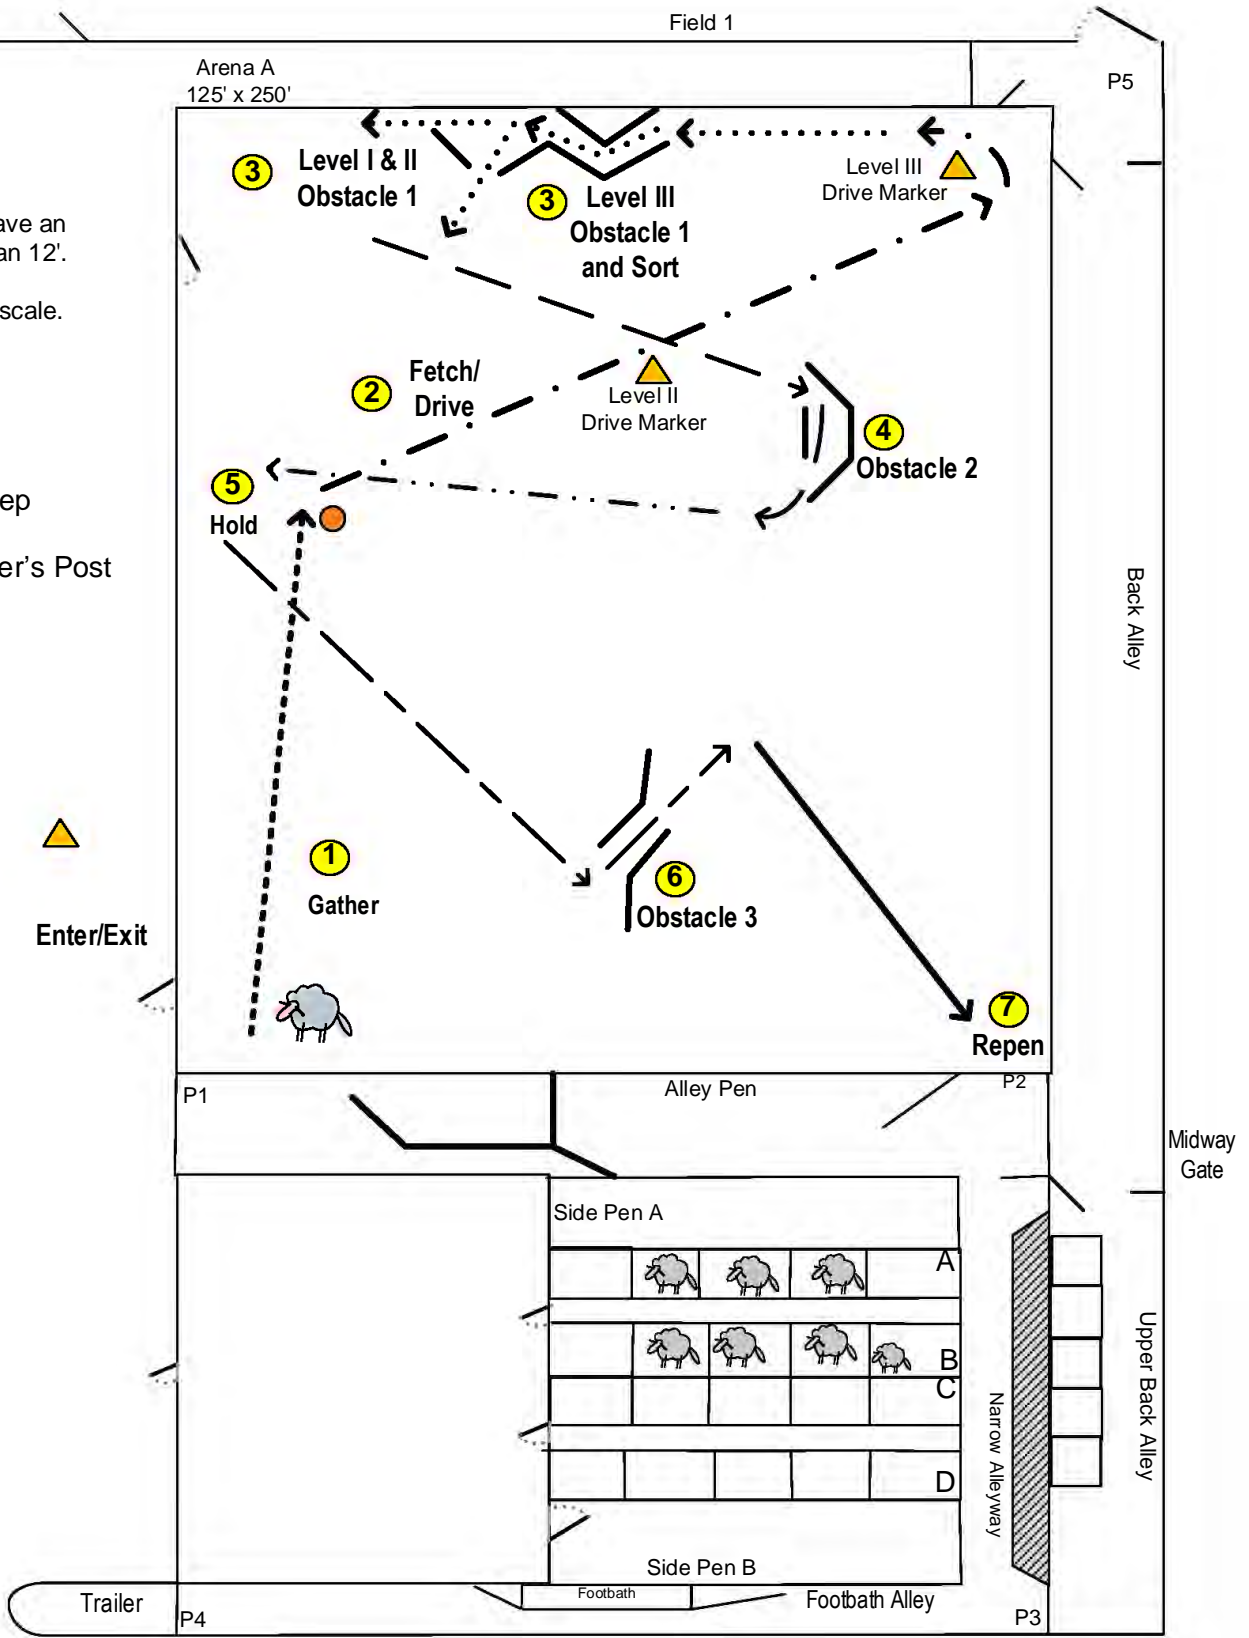 Field 1
Arena A
125' x 250'
P5
3
Level I & II
Obstacle 1
3
Level III
Obstacle 1
and Sort
Level III
Drive Marker
ave an
an 12'.
scale.
2
Fetch/
Drive
Level II
Drive Marker
4
Obstacle 2
5
Hold
ep
er's Post
Back Alley
1
Gather
6
Obstacle 3
Enter/Exit
7
Repen
P1
Alley Pen
P2
Midway
Gate
Side Pen A
A
B
C
D
Narrow Alleyway
Upper Back Alley
Side Pen B
Trailer
P4
Footbath
Footbath Alley
P3